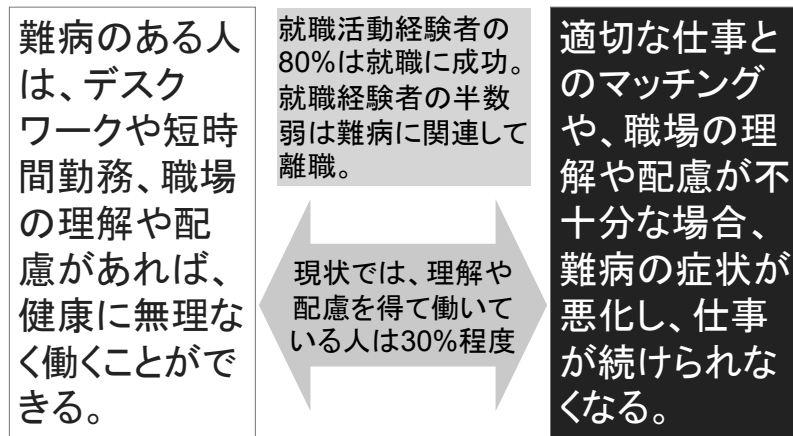 難病のある人
は、デスク
ワークや短時
間勤務、職場
の理解や配
慮があれば、
健康に無理な
く働くことがで
きる。
就職活動経験者の
80%は就職に成功。
就職経験者の半数
弱は難病に関連して
離職。
現状では、理解や
配慮を得て働いて
いる人は30%程度
適切な仕事と
のマッチング
や、職場の理
解や配慮が不
十分な場合、
難病の症状が
悪化し、仕事
が続けられな
くなる。